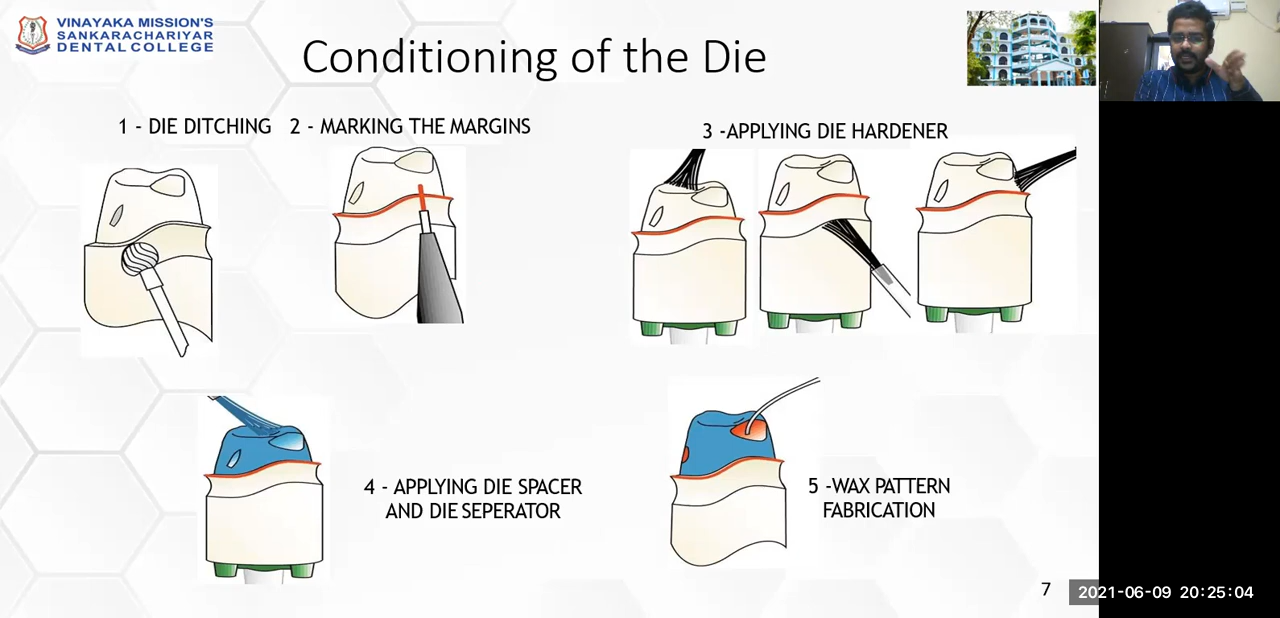 VINAYAKA MISSION'S
SANKARACHARIYAR
DENTAL COLLEGE
Conditioning of the Die
1 - DIE DITCHING
2 - MARKING THE MARGINS
3 -APPLYING DIE HARDENER
4 - APPLYING DIE SPACER
AND DIE SEPERATOR
5 -WAX PATTERN
FABRICATION
7
2021-06-09 20:25:04